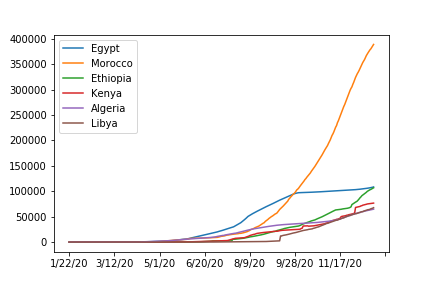 400000
350000
300000
250000
200000
150000
100000
50000
0
Egypt
Morocco
Ethiopia
Kenya
Algeria
Libya
1/22/20 3/12/20 5/1/20 6/20/20 8/9/20 9/28/20 11/17/20